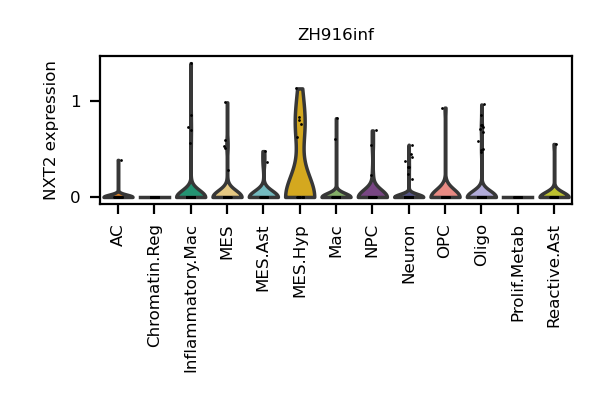 ZH916inf
NXT2 expression
1
0
AC
Chromatin.Reg
Inflammatory.Mac
MES
MES.Ast
MES.Hyp
Mac
NPC
Neuron
OPC
Oligo
Prolif.Metab
Reactive.Ast